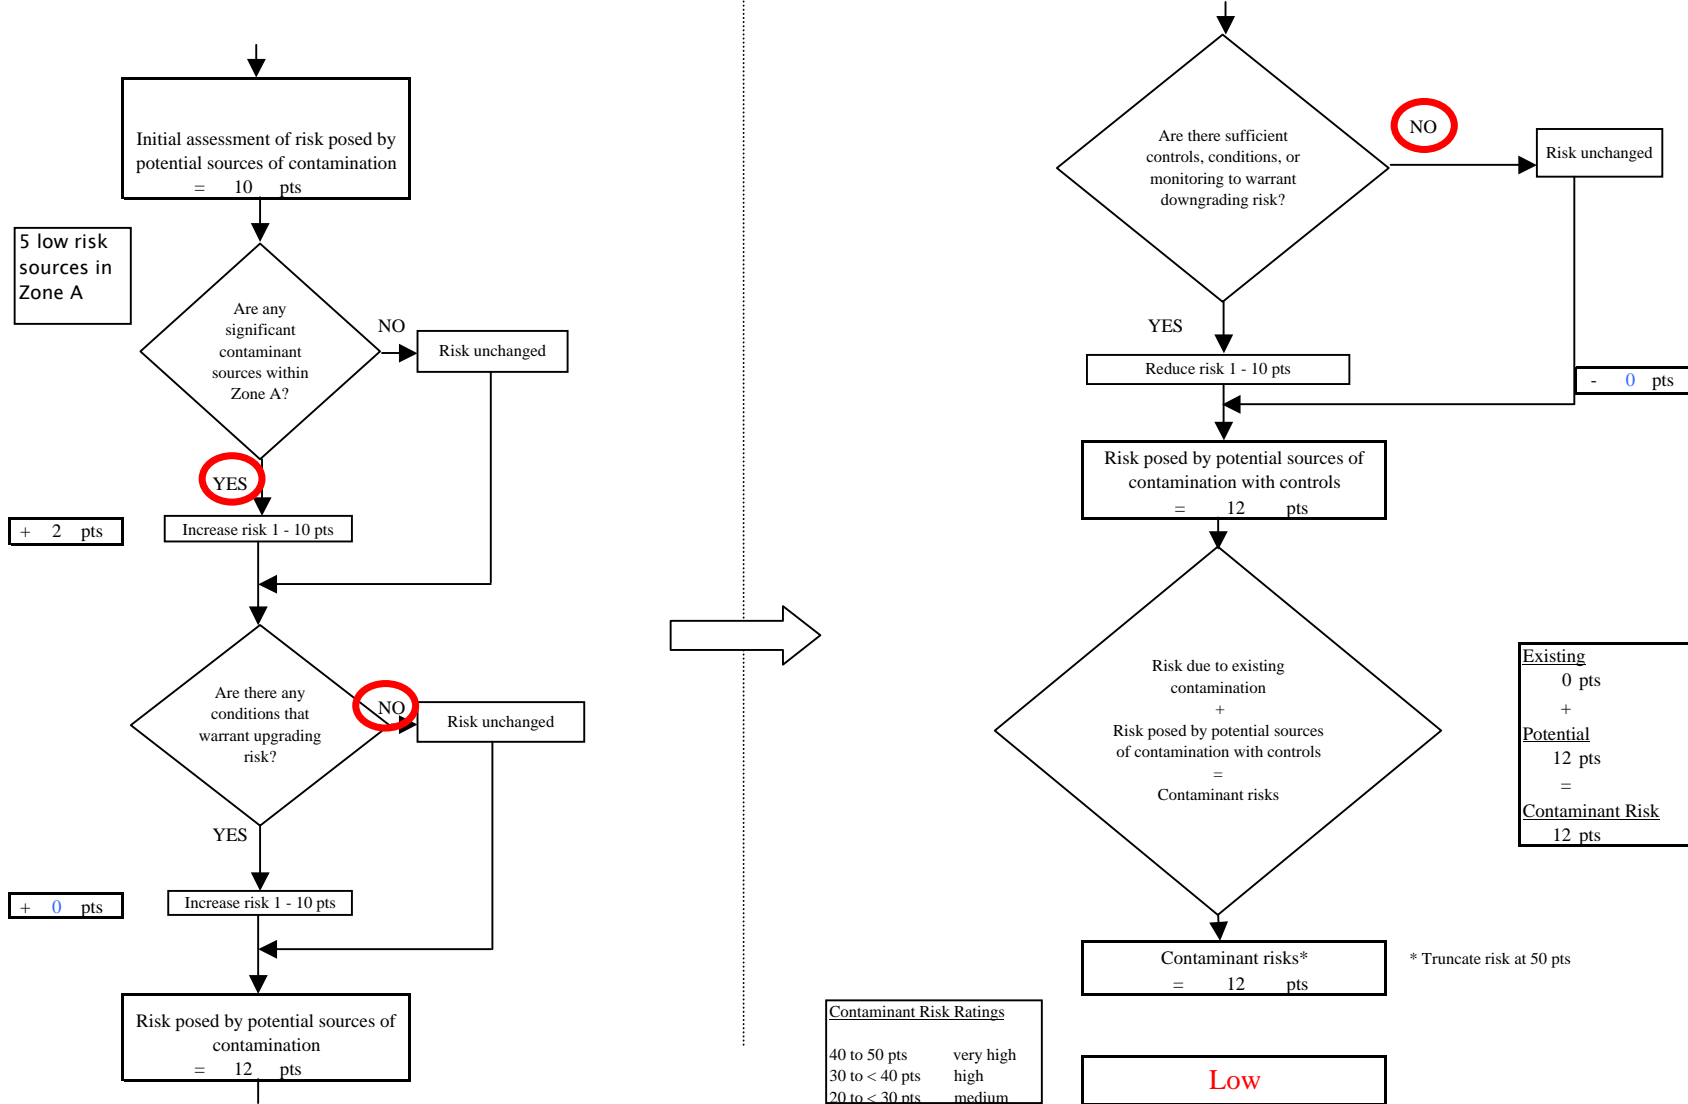 Initial assessment of risk posed by
potential sources of contamination
= 10 pts
5 low risk
sources in
Zone A
Are any
significant
contaminant
sources within
Zone A?
NO
Risk unchanged
YES
+ 2 pts
Increase risk 1 - 10 pts
Are there any
conditions that
warrant upgrading
risk?
NO
Risk unchanged
YES
+ 0 pts
Increase risk 1 - 10 pts
Risk posed by potential sources of
contamination
= 12 pts
Are there sufficient
controls, conditions, or
monitoring to warrant
downgrading risk?
NO
Risk unchanged
YES
Reduce risk 1 - 10 pts
- 0 pts
Risk posed by potential sources of
contamination with controls
= 12 pts
Risk due to existing
contamination
+
Risk posed by potential sources
of contamination with controls
=
Contaminant risks
Existing
0 pts
+
Potential
12 pts
=
Contaminant Risk
12 pts
Contaminant risks*
= 12 pts
* Truncate risk at 50 pts
Contaminant Risk Ratings
40 to 50 pts very high
30 to < 40 pts high
20 to < 30 pts medium
Low